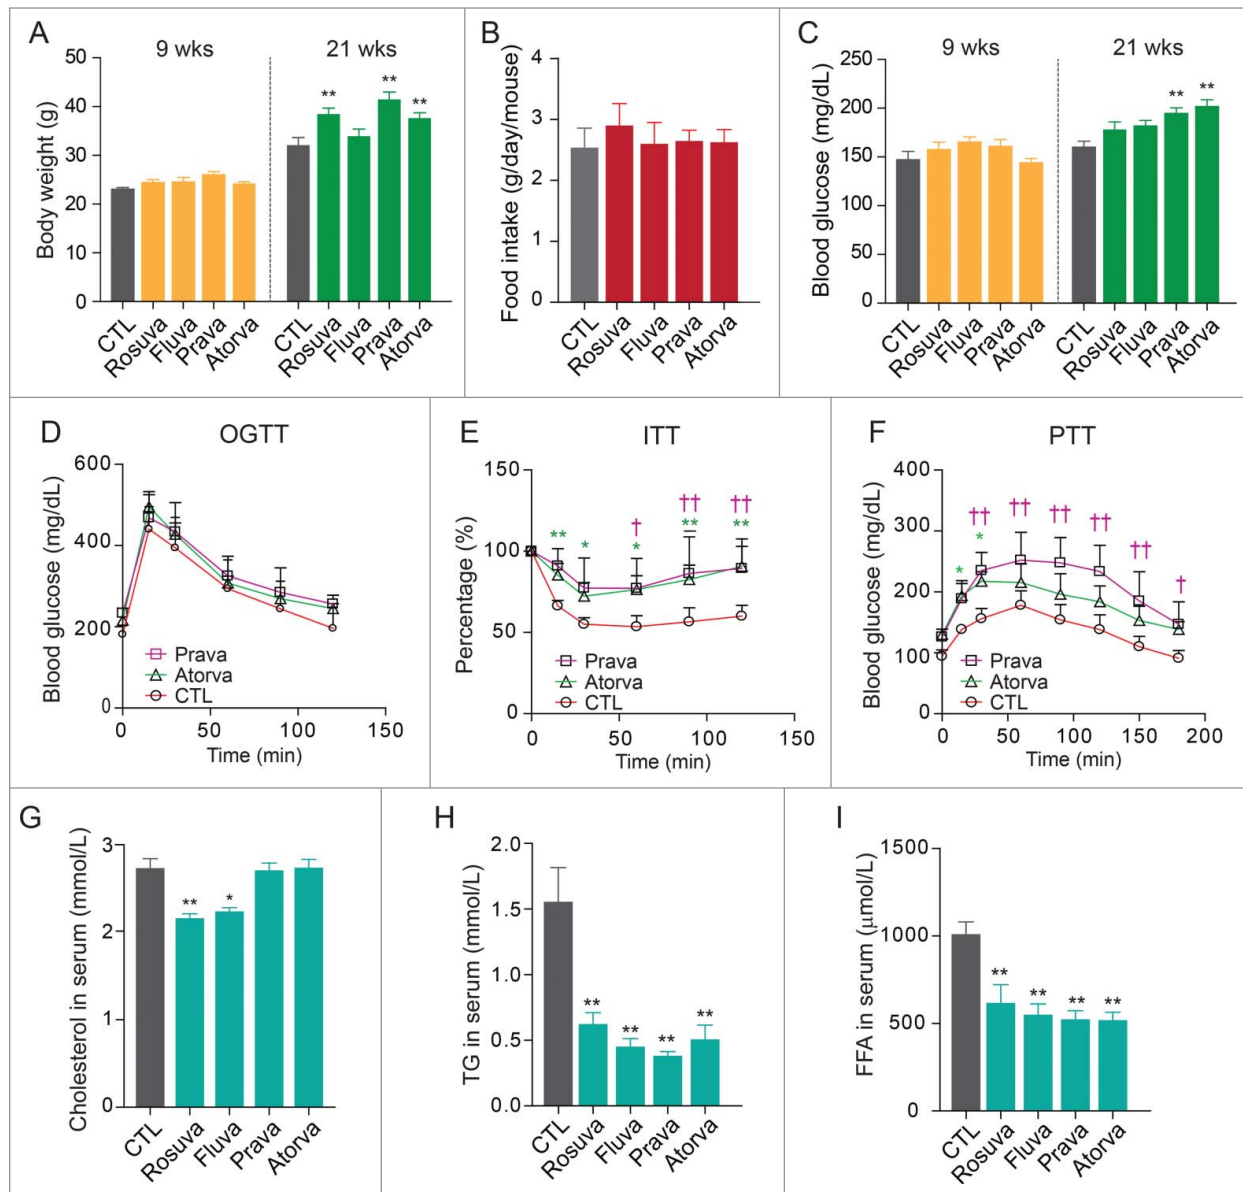 A
9 wks
21 wks
Body weight (g)
50
40
30
20
10
0
**
**
**
CTL
Rosuva
Fluva
Prava
Atorva
CTL
Rosuva
Fluva
Prava
Atorva
B
Food intake (g/day/mouse)
4
3
2
1
0
CTL
Rosuva
Fluva
Prava
Atorva
C
9 wks
21 wks
Blood glucose (mg/dL)
250
200
150
100
50
0
**
**
CTL
Rosuva
Fluva
Prava
Atorva
CTL
Rosuva
Fluva
Prava
Atorva
D
OGTT
Blood glucose (mg/dL)
600
400
200
0
Prava
Atorva
CTL
0 50 100 150
Time (min)
E
ITT
Percentage (%)
150
100
50
0
† †† ††
** * * ** **
Prava
Atorva
CTL
0 50 100 150
Time (min)
F
PTT
Blood glucose (mg/dL)
400
300
200
100
0
†† †† †† †† †† †
* *
Prava
Atorva
CTL
0 50 100 150 200
Time (min)
G
Cholesterol in serum (mmol/L)
3
2
1
0
** *
CTL
Rosuva
Fluva
Prava
Atorva
H
TG in serum (mmol/L)
2.0
1.5
1.0
0.5
0.0
** ** ** **
CTL
Rosuva
Fluva
Prava
Atorva
I
FFA in serum (μmol/L)
1500
1000
500
0
** ** ** **
CTL
Rosuva
Fluva
Prava
Atorva